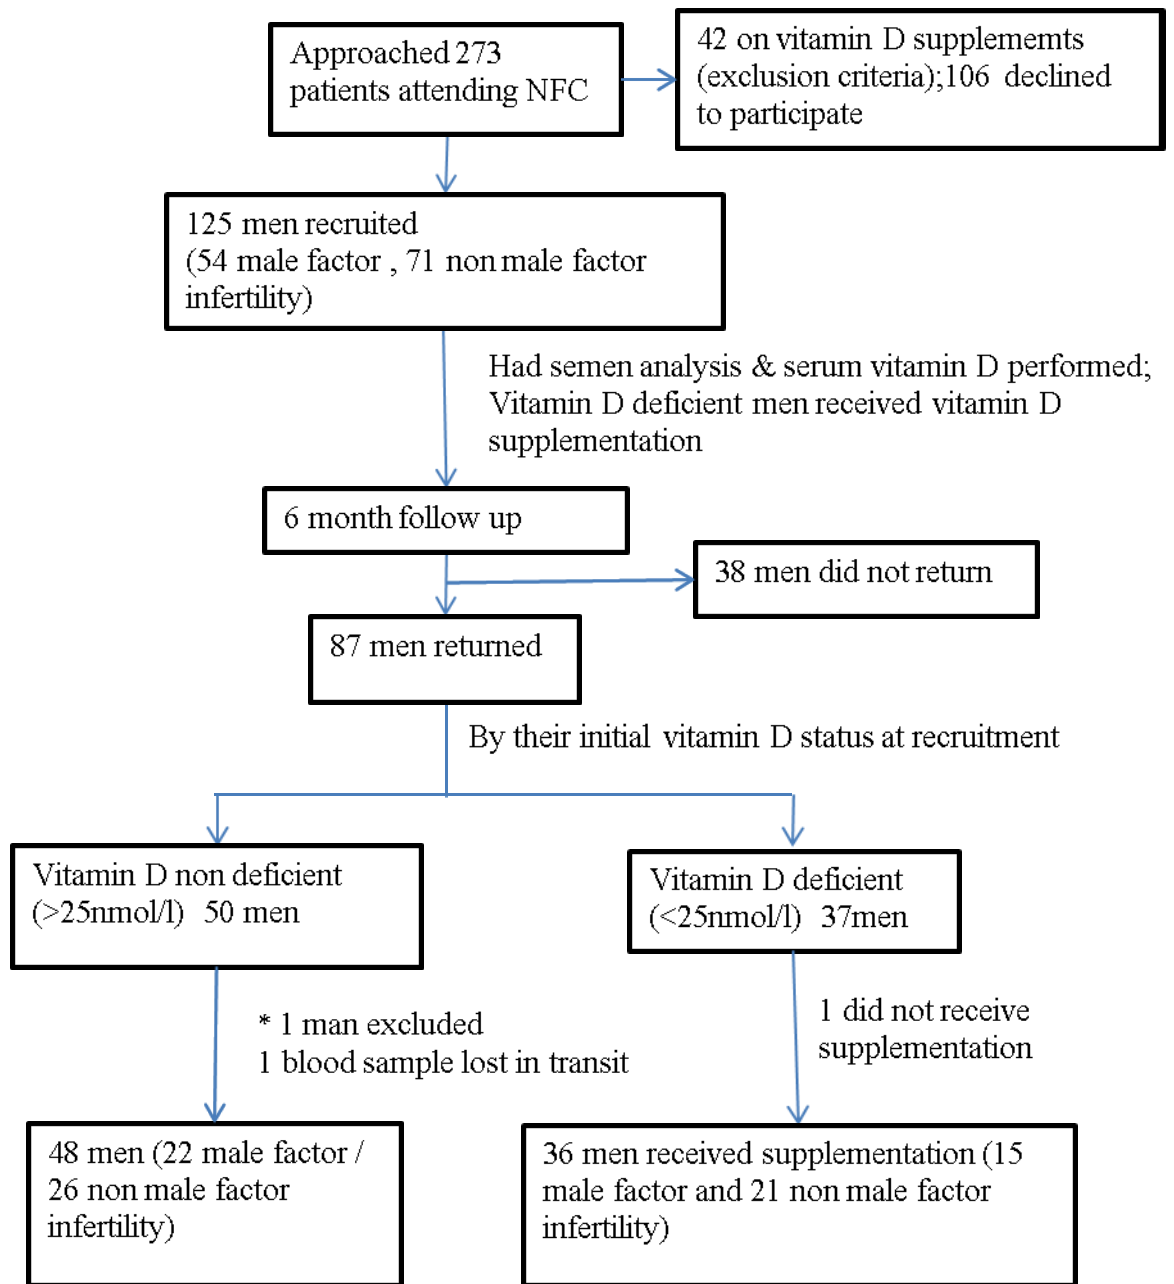 Approached 273
patients attending NFC
42 on vitamin D supplememts
(exclusion criteria);106 declined
to participate
125 men recruited
(54 male factor , 71 non male factor
infertility)
Had semen analysis & serum vitamin D performed;
Vitamin D deficient men received vitamin D
supplementation
6 month follow up
38 men did not return
87 men returned
By their initial vitamin D status at recruitment
Vitamin D non deficient
(>25nmol/l) 50 men
Vitamin D deficient
(<25nmol/l) 37men
* 1 man excluded
1 blood sample lost in transit
1 did not receive
supplementation
48 men (22 male factor /
26 non male factor
infertility)
36 men received supplementation (15
male factor and 21 non male factor
infertility)